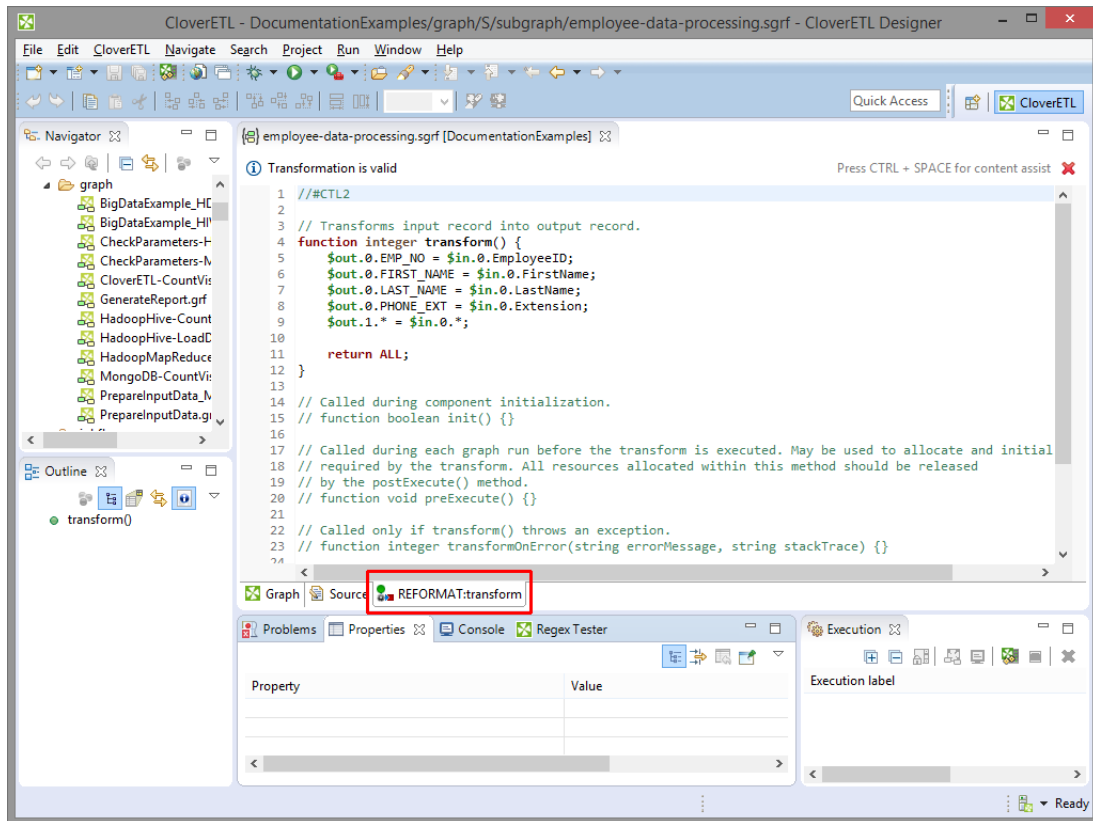 CloverETL - DocumentationExamples/graph/S/subgraph/employee-data-processing.sgrf - CloverETL Designer
File Edit CloverETL Navigate Search Project Run Window Help
Quick Access
CloverETL
Navigator
graph
BigDataExample_HD
BigDataExample_HIV
CheckParameters-H
CheckParameters-M
CloverETL-CountVis
GenerateReport.grf
HadoopHive-Count
HadoopHive-LoadD
HadoopMapReduce
MongoDB-CountVis
PrepareInputData_M
PrepareInputData.gr
Outline
transform()
employee-data-processing.sgrf [DocumentationExamples]
Transformation is valid
Press CTRL + SPACE for content assist
1 //#CTL2
2
3 // Transforms input record into output record.
4 function integer transform() {
5 $out.0.EMP_NO = $in.0.EmployeeID;
6 $out.0.FIRST_NAME = $in.0.FirstName;
7 $out.0.LAST_NAME = $in.0.LastName;
8 $out.0.PHONE_EXT = $in.0.Extension;
9 $out.1.* = $in.0.*;
10
11 return ALL;
12 }
13
14 // Called during component initialization.
15 // function boolean init() {}
16
17 // Called during each graph run before the transform is executed. May be used to allocate and initial
18 // required by the transform. All resources allocated within this method should be released
19 // by the postExecute() method.
20 // function void preExecute() {}
21
22 // Called only if transform() throws an exception.
23 // function integer transformOnError(string errorMessage, string stackTrace) {}
24
Graph Source REFORMAT:transform
Problems Properties Console Regex Tester
Property Value
Execution
Execution label
Ready